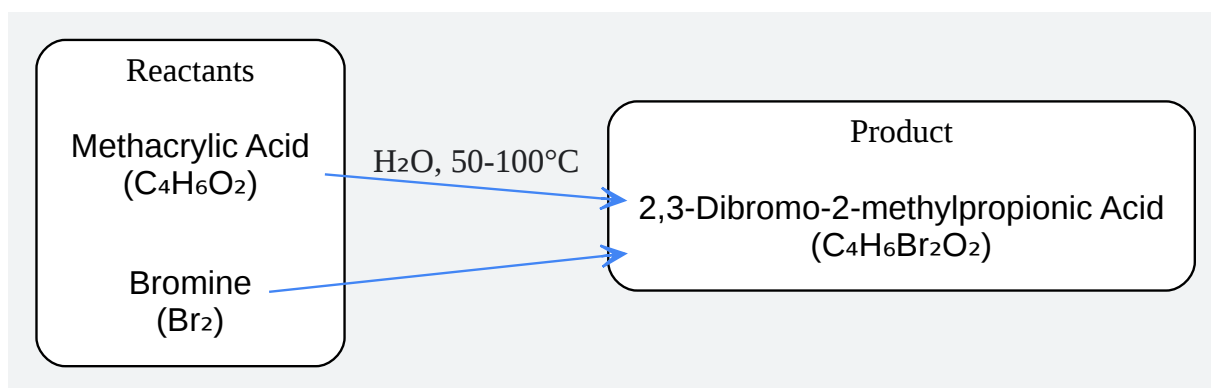 Reactants
Methacrylic Acid
(C₄H₆O₂)
Bromine
(Br₂)
H₂O, 50-100°C
Product
2,3-Dibromo-2-methylpropionic Acid
(C₄H₆Br₂O₂)